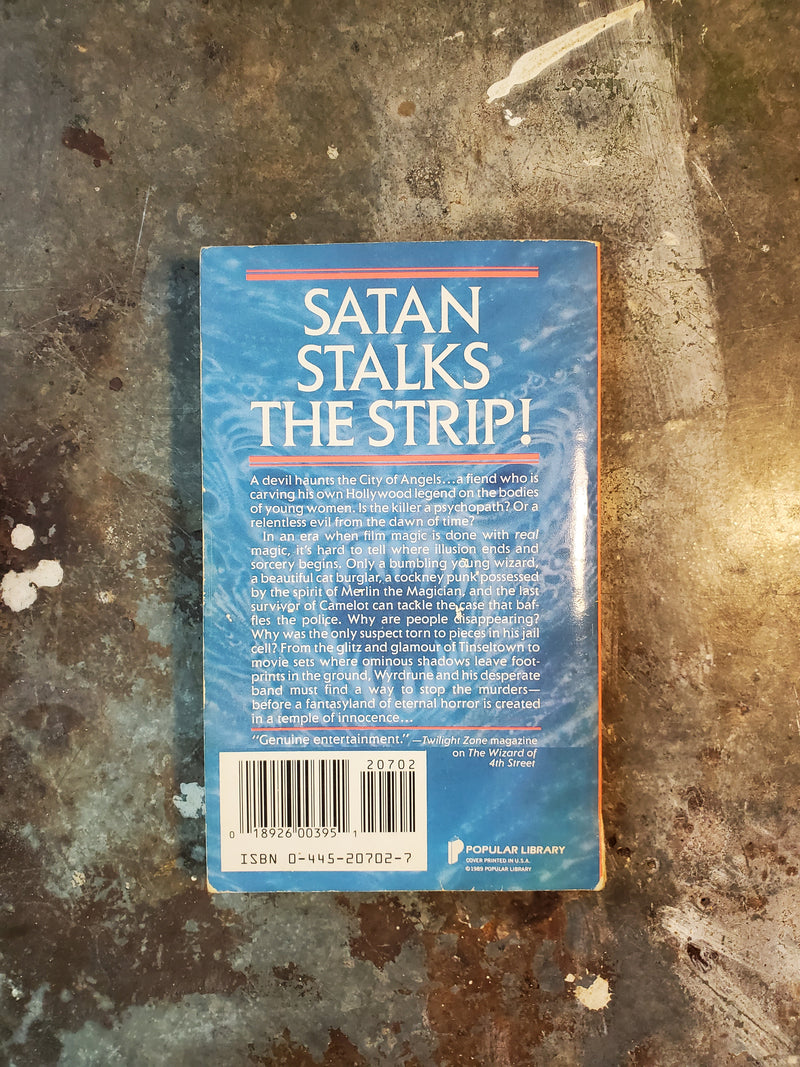 SATAN
STALKS
THE STRIP!
A devil haunts the City of Angels...a fiend who is
carving his own Hollywood legend on the bodies
of young women. Is the killer a psychopath? Or a
relentless evil from the dawn of time?
In an era when film magic is done with real
magic, it's hard to tell where illusion ends and
sorcery begins. Only a bumbling young wizard,
a beautiful cat burglar, a cockney punk possessed
by the spirit of Merlin the Magician, and the last
survivor of Camelot can tackle the case that baf-
fles the police. Why are people disappearing?
Why was the only suspect torn to pieces in his jail
cell? From the glitz and glamour of Tinseltown to
movie sets where ominous shadows leave foot-
prints in the ground, Wyrdrune and his desperate
band must find a way to stop the murders—
before a fantasyland of eternal horror is created
in a temple of innocence...
"Genuine entertainment." —Twilight Zone magazine
on The Wizard of
4th Street
20702
0 18926 00395 1
ISBN 0-445-20702-7
POPULAR LIBRARY
COVER PRINTED IN U.S.A.
©1989 POPULAR LIBRARY